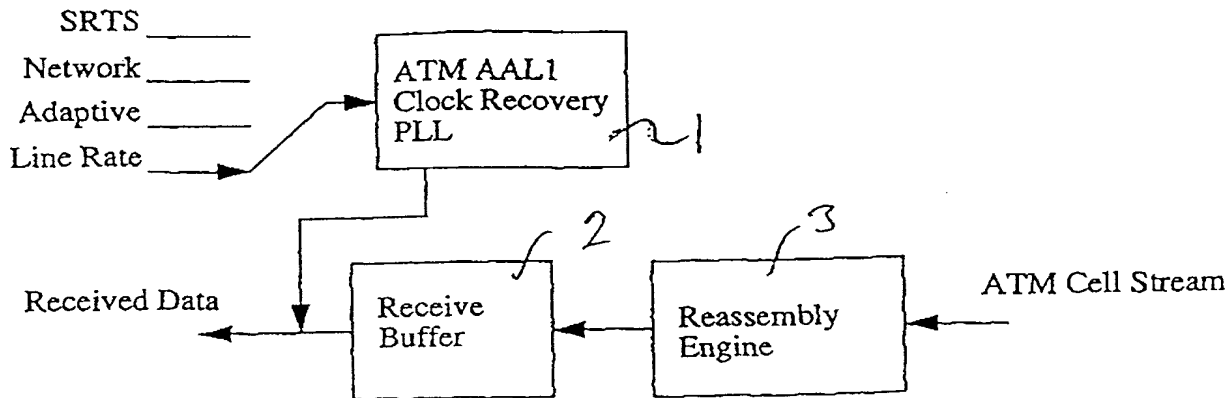 SRTS
Network
Adaptive
Line Rate
ATM AAL1
Clock Recovery
PLL
1
2
3
Received Data
Receive
Buffer
Reassembly
Engine
ATM Cell Stream